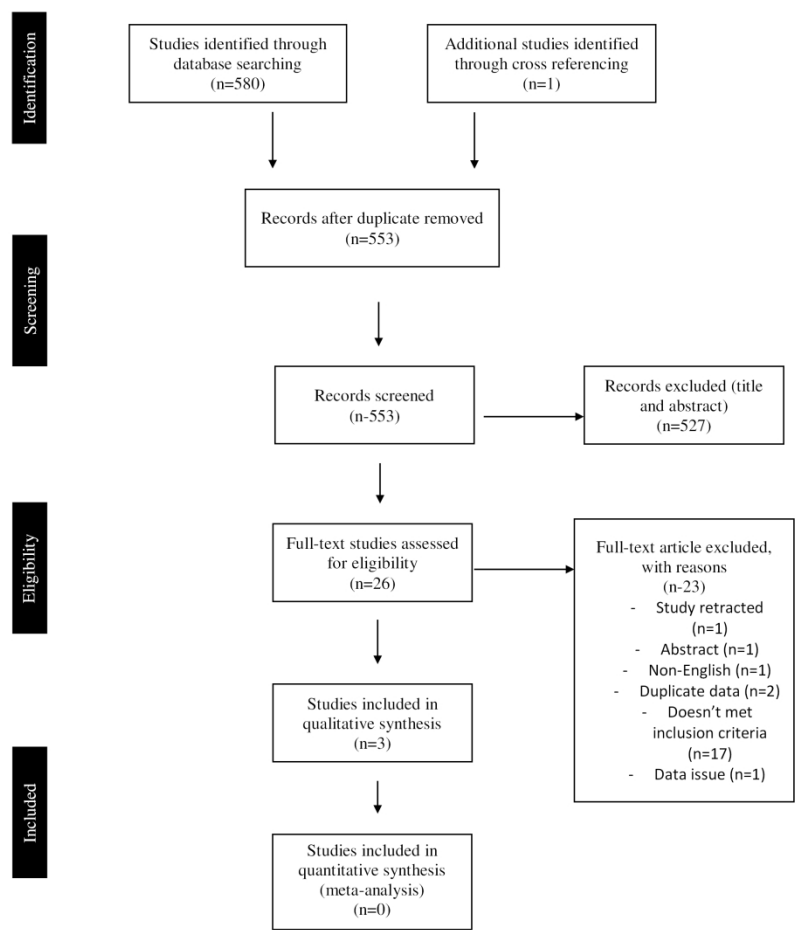 Identification
Studies identified through
database searching
(n=580)
Additional studies identified
through cross referencing
(n=1)
Records after duplicate removed
(n=553)
Screening
Records screened
(n-553)
Records excluded (title
and abstract)
(n=527)
Eligibility
Full-text studies assessed
for eligibility
(n=26)
Full-text article excluded,
with reasons
(n-23)
- Study retracted
(n=1)
- Abstract (n=1)
- Non-English (n=1)
- Duplicate data (n=2)
- Doesn’t met
inclusion criteria
(n=17)
- Data issue (n=1)
Studies included in
qualitative synthesis
(n=3)
Included
Studies included in
quantitative synthesis
(meta-analysis)
(n=0)